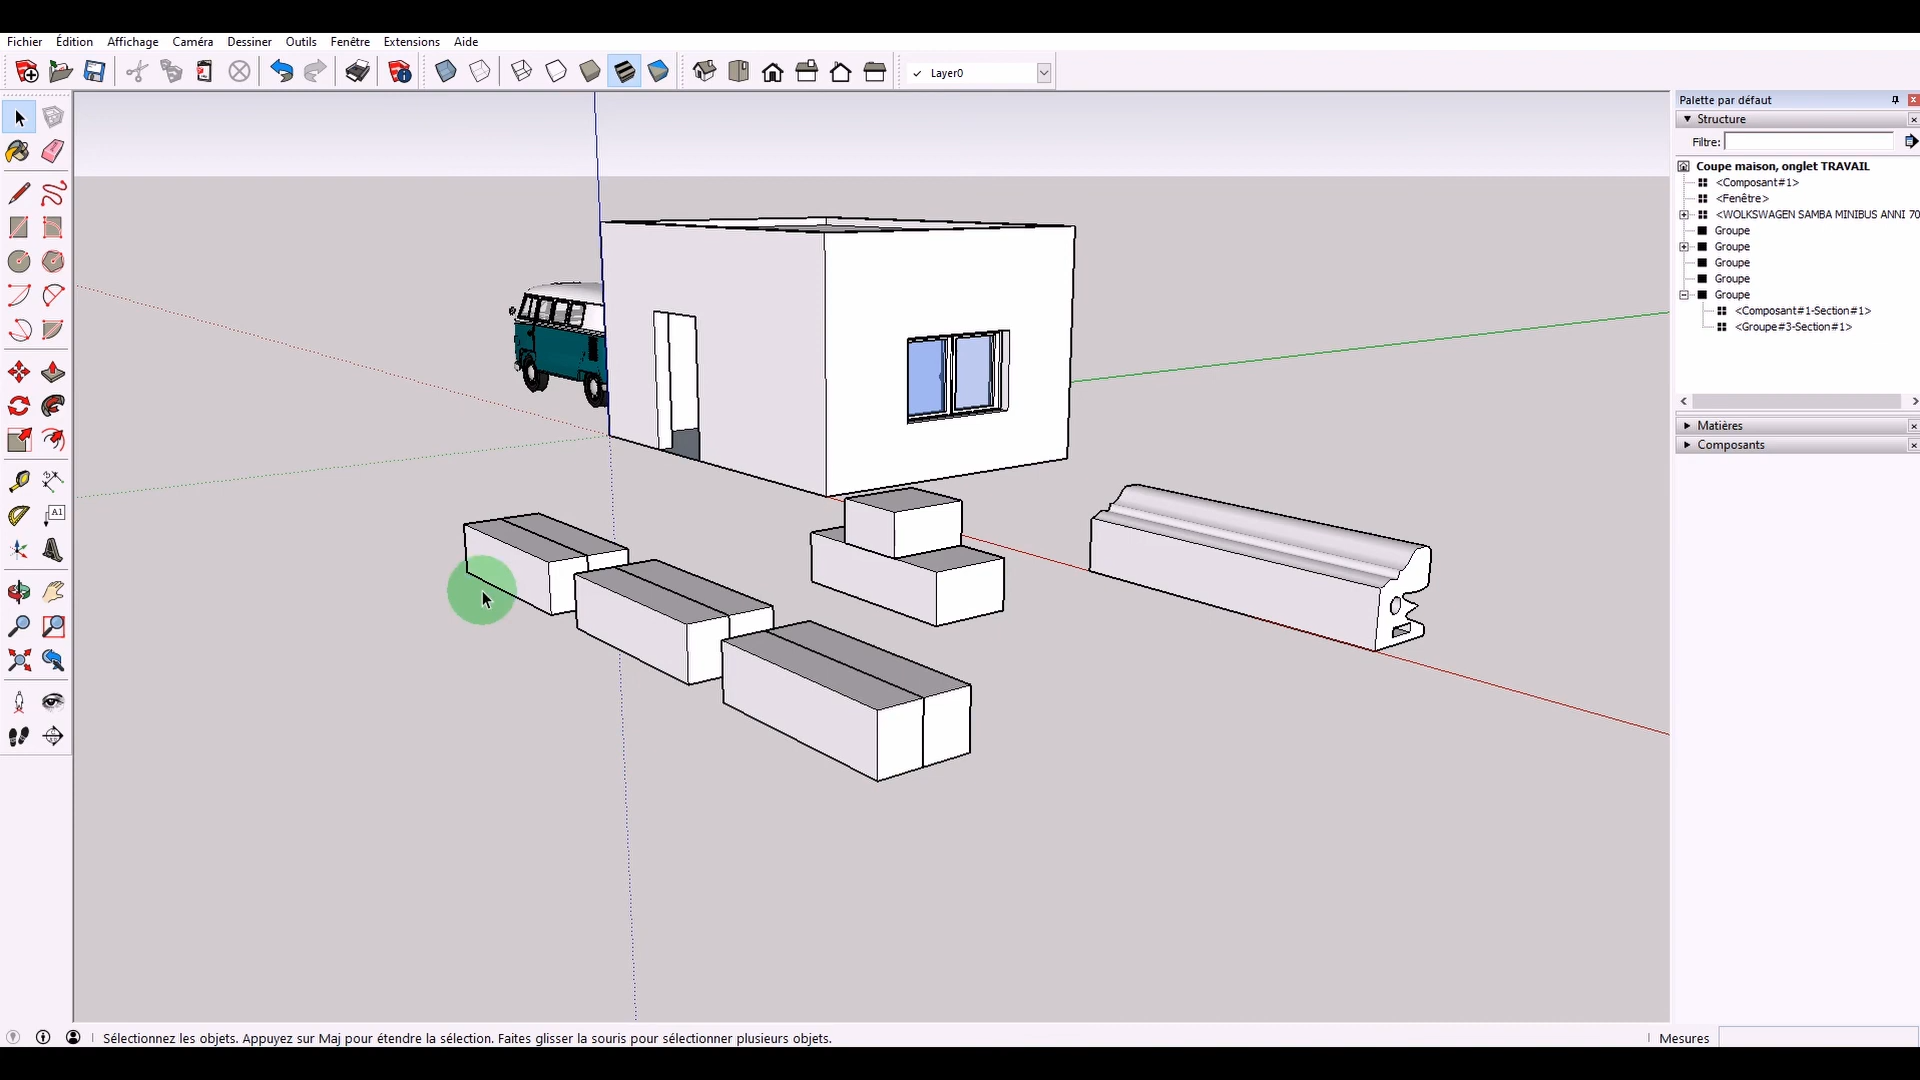 Fichier Édition Affichage Caméra Dessiner Outils Fenêtre Extensions Aide
Layer0
Palette par défaut
Structure
Filtre:
Coupe maison, onglet TRAVAIL
<Composant#1>
<Fenêtre>
<WOLKSWAGEN SAMBA MINIBUS ANNI 70
Groupe
Groupe
Groupe
Groupe
Groupe
<Composant#1-Section#1>
<Groupe#3-Section#1>
Matières
Composants
A1
Sélectionnez les objets. Appuyez sur Maj pour étendre la sélection. Faites glisser la souris pour sélectionner plusieurs objets.
Mesures